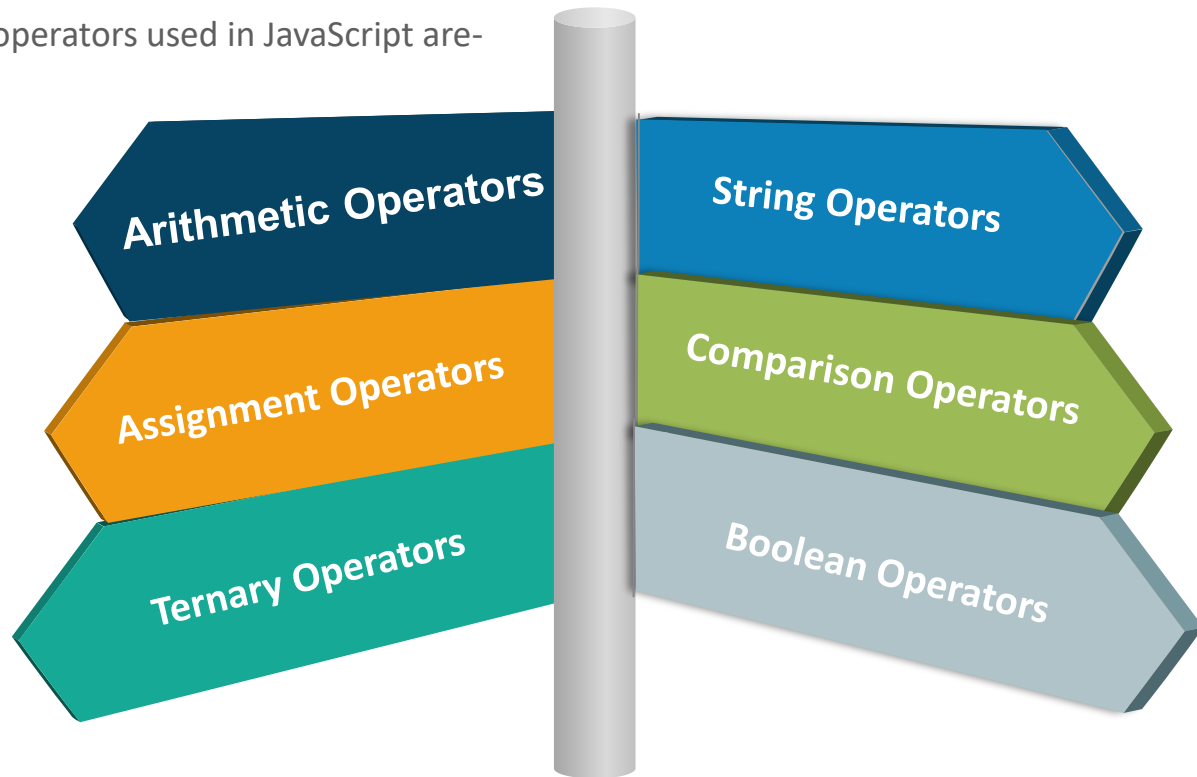 operators used in JavaScript are-
Arithmetic Operators
String Operators
Assignment Operators
Comparison Operators
Ternary Operators
Boolean Operators